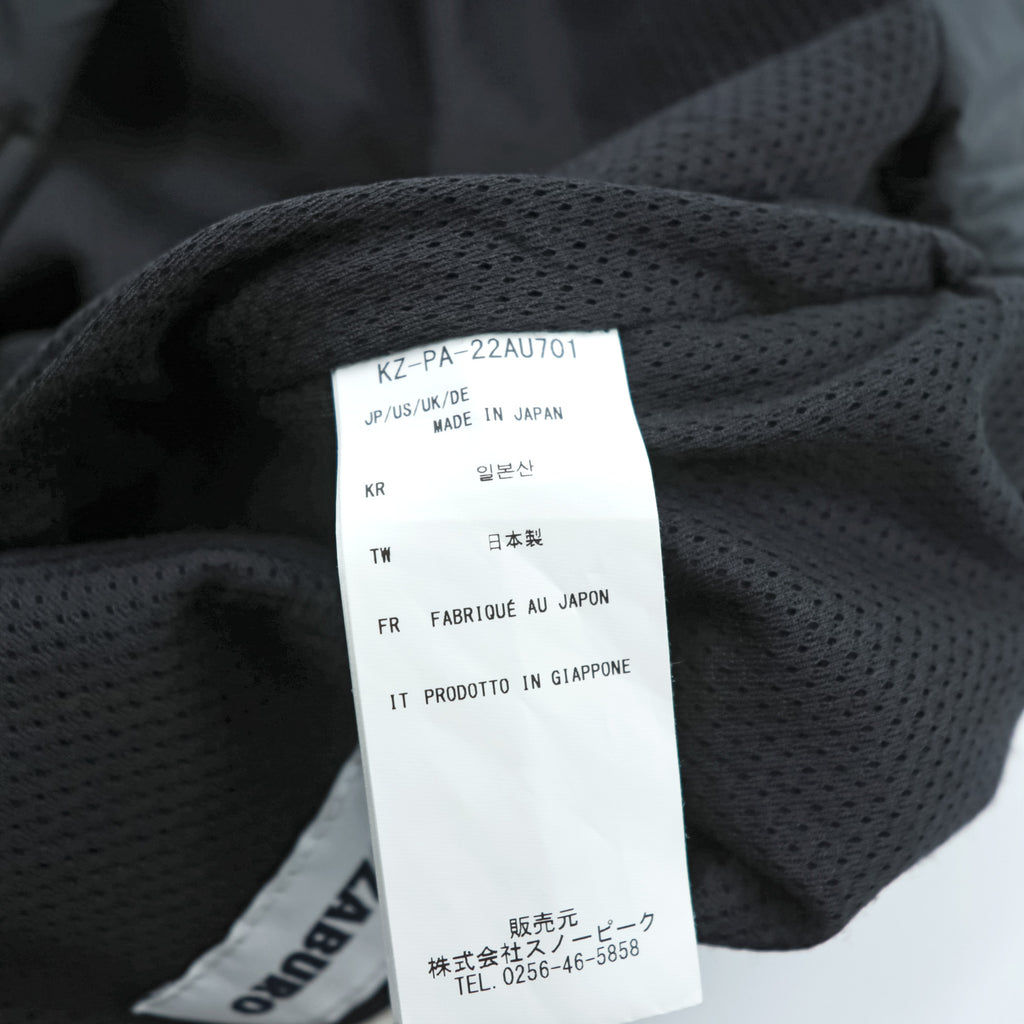 KZ-PA-22AU701
JP/US/UK/DE
MADE IN JAPAN
KR 일본산
TW 日本製
FR FABRIQUÉ AU JAPON
IT PRODOTTO IN GIAPPONE
販売元
株式会社スノーピーク
TEL. 0256-46-5858
ZABURO